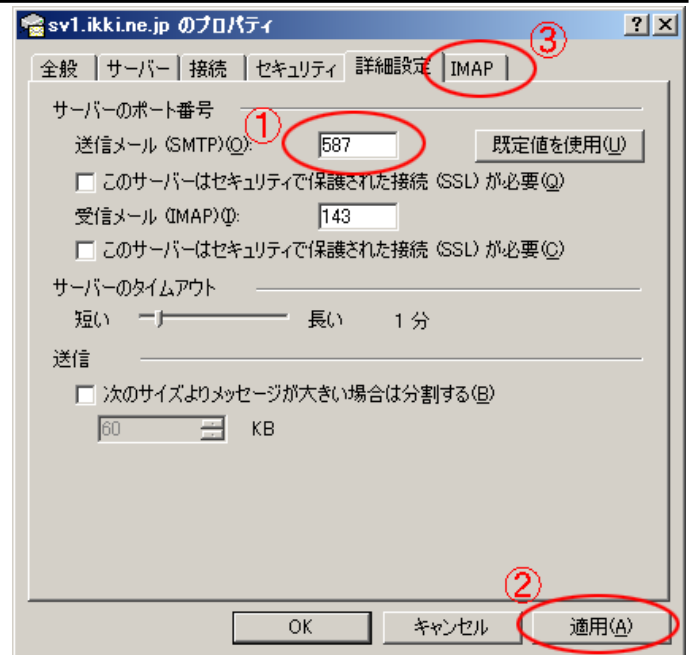 sv1.ikki.ne.jp のプロパティ
③
全般 サーバー 接続 セキュリティ 詳細設定 IMAP
サーバーのポート番号
①
送信メール (SMTP)(O): 587 既定値を使用(U)
このサーバーはセキュリティで保護された接続 (SSL) が必要(Q)
受信メール (IMAP)(I): 143
このサーバーはセキュリティで保護された接続 (SSL) が必要(C)
サーバーのタイムアウト
短い 長い 1 分
送信
次のサイズよりメッセージが大きい場合は分割する(B)
60 KB
②
OK キャンセル 適用(A)